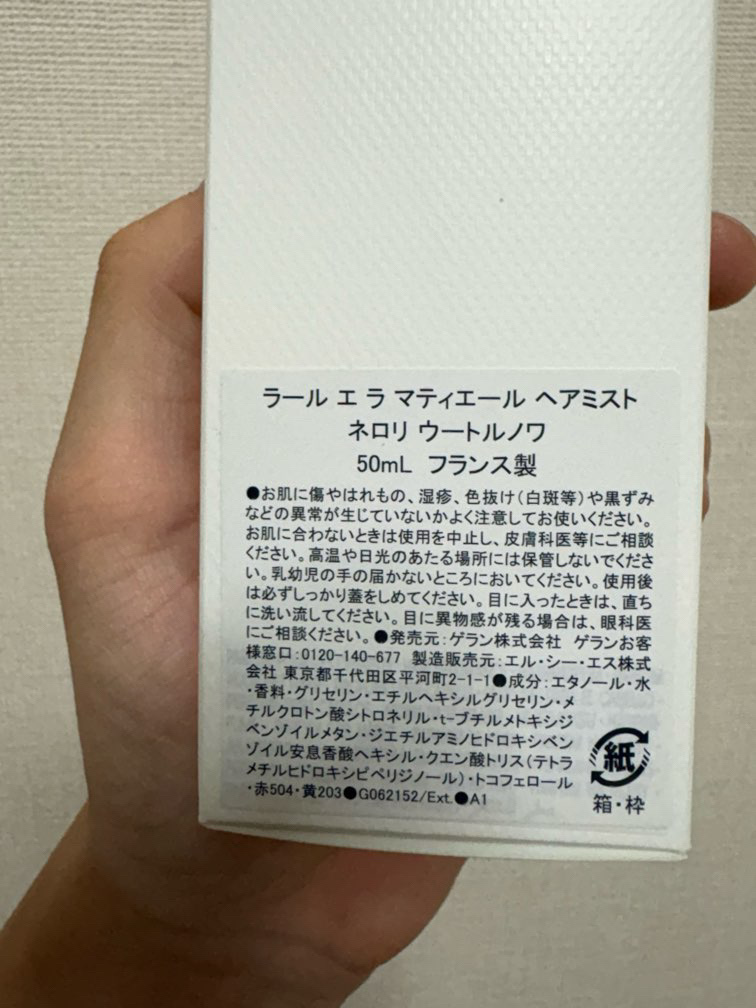 ラール エ ラ マティエール ヘアミスト
ネロリ ウートルノワ
50mL フランス製
●お肌に傷やはれもの、湿疹、色抜け(白斑等)や黒ずみ
などの異常が生じていないかよく注意してお使いください。
お肌に合わないときは使用を中止し、皮膚科医等にご相談
ください。高温や日光のあたる場所には保管しないでくださ
い。乳幼児の手の届かないところにおいてください。使用後
は必ずしっかり蓋をしめてください。目に入ったときは、直ち
に洗い流してください。目に異物感が残る場合は、眼科医
にご相談ください。●発売元:ゲラン株式会社 ゲランお客
様窓口:0120-140-677 製造販売元:エル・シー・エス株式
会社 東京都千代田区平河町2-1-1●成分:エタノール・水
・香料・グリセリン・エチルヘキシルグリセリン・メ
チルクロトン酸シトロネリル・t-ブチルメトキシジ
ベンゾイルメタン・ジエチルアミノヒドロキシベン
ゾイル安息香酸ヘキシル・クエン酸トリス(テトラ
メチルヒドロキシピペリジノール)・トコフェロール
・赤504・黄203●G062152/Ext.●A1
紙
箱・枠